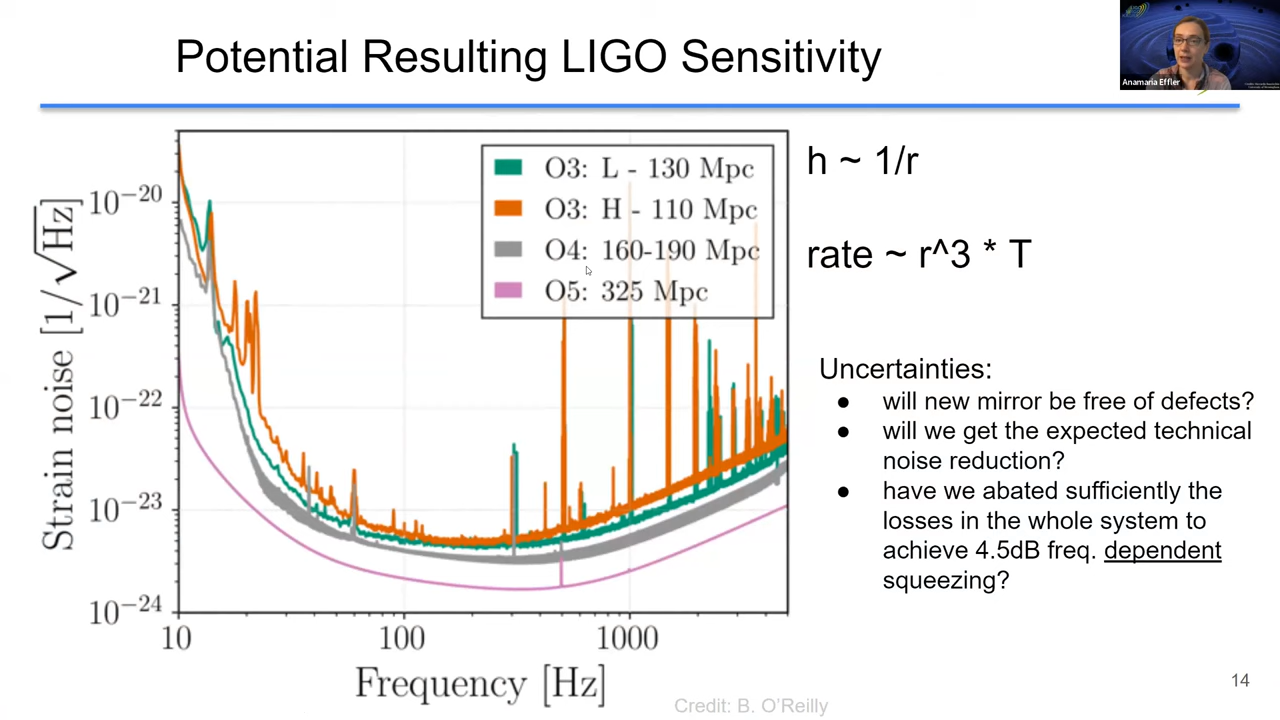 Potential Resulting LIGO Sensitivity
Anamaria Effler
O3: L - 130 Mpc
O3: H - 110 Mpc
O4: 160-190 Mpc
O5: 325 Mpc
10⁻²⁰
10⁻²¹
10⁻²²
10⁻²³
10⁻²⁴
Strain noise [1/√Hz]
10
100
1000
Frequency [Hz]
h ~ 1/r
rate ~ r^3 * T
Uncertainties:
● will new mirror be free of defects?
● will we get the expected technical
noise reduction?
● have we abated sufficiently the
losses in the whole system to
achieve 4.5dB freq. dependent
squeezing?
14
Credit: B. O'Reilly